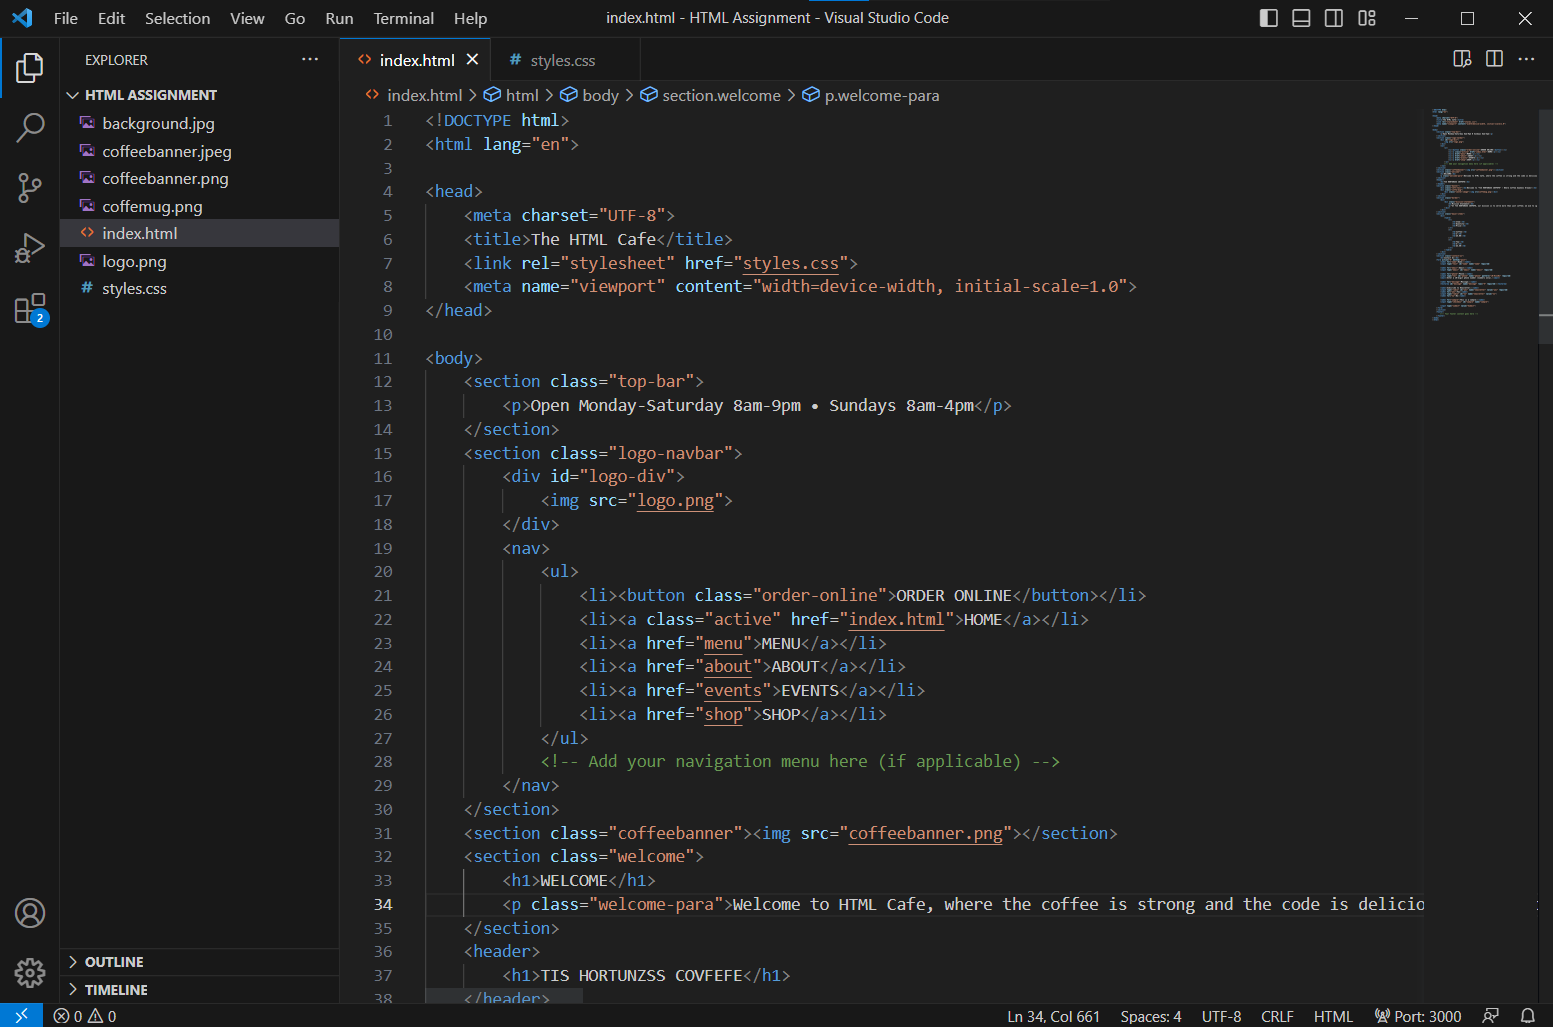 File Edit Selection View Go Run Terminal Help index.html - HTML Assignment - Visual Studio Code
EXPLORER
HTML ASSIGNMENT
background.jpg
coffeebanner.jpeg
coffeebanner.png
coffemug.png
index.html
logo.png
styles.css
OUTLINE
TIMELINE
2
index.html styles.css
index.html > html > body > section.welcome > p.welcome-para
1 <!DOCTYPE html>
2 <html lang="en">
3
4 <head>
5 <meta charset="UTF-8">
6 <title>The HTML Cafe</title>
7 <link rel="stylesheet" href="styles.css">
8 <meta name="viewport" content="width=device-width, initial-scale=1.0">
9 </head>
10
11 <body>
12 <section class="top-bar">
13 <p>Open Monday-Saturday 8am-9pm • Sundays 8am-4pm</p>
14 </section>
15 <section class="logo-navbar">
16 <div id="logo-div">
17 <img src="logo.png">
18 </div>
19 <nav>
20 <ul>
21 <li><button class="order-online">ORDER ONLINE</button></li>
22 <li><a class="active" href="index.html">HOME</a></li>
23 <li><a href="menu">MENU</a></li>
24 <li><a href="about">ABOUT</a></li>
25 <li><a href="events">EVENTS</a></li>
26 <li><a href="shop">SHOP</a></li>
27 </ul>
28 <!-- Add your navigation menu here (if applicable) -->
29 </nav>
30 </section>
31 <section class="coffeebanner"><img src="coffeebanner.png"></section>
32 <section class="welcome">
33 <h1>WELCOME</h1>
34 <p class="welcome-para">Welcome to HTML Cafe, where the coffee is strong and the code is delicio
35 </section>
36 <header>
37 <h1>TIS HORTUNZSS COVFEFE</h1>
38 </header>
0 0 Ln 34, Col 661 Spaces: 4 UTF-8 CRLF HTML Port: 3000